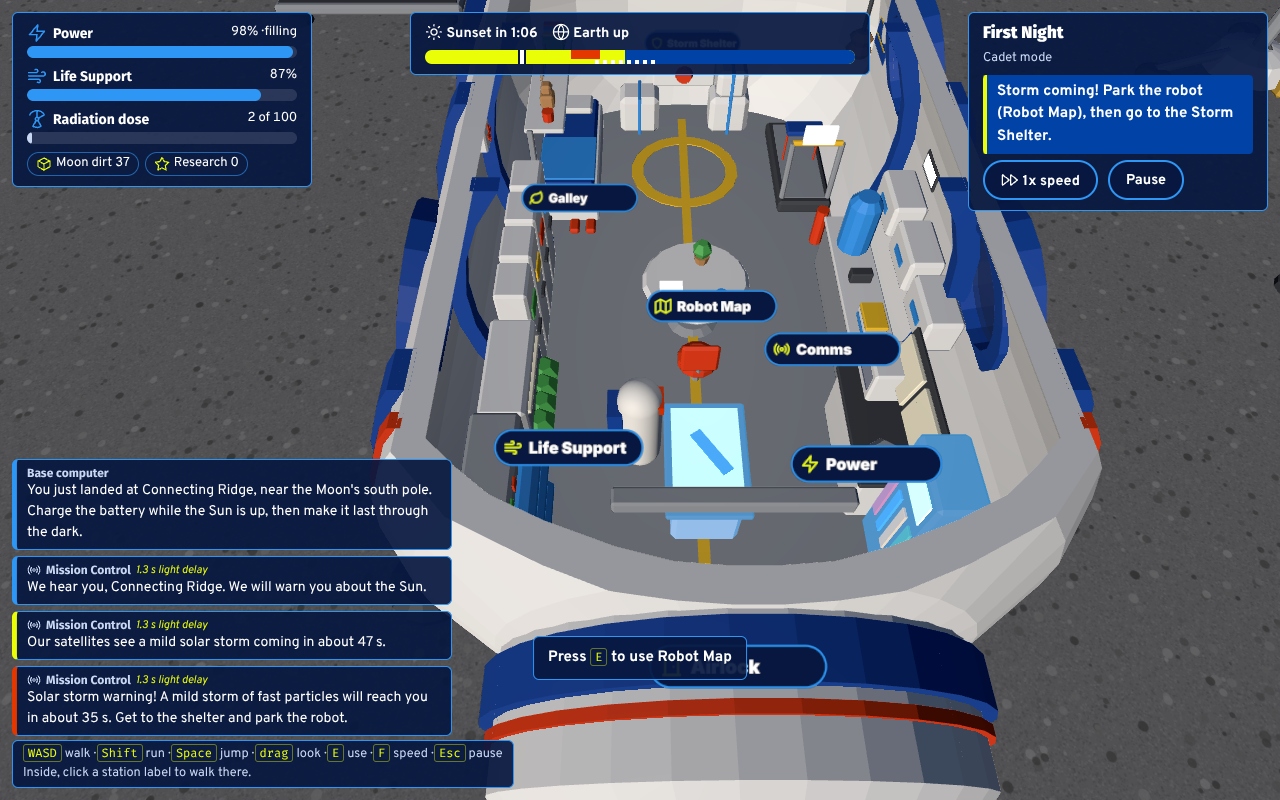 Power
98% ·filling
Life Support
87%
Radiation dose
2 of 100
Moon dirt 37
Research 0
Sunset in 1:06
Earth up
Storm Shelter
First Night
Cadet mode
Storm coming! Park the robot
(Robot Map), then go to the Storm
Shelter.
1x speed
Pause
Galley
Robot Map
Comms
Life Support
Power
Base computer
You just landed at Connecting Ridge, near the Moon's south pole.
Charge the battery while the Sun is up, then make it last through
the dark.
Mission Control 1.3 s light delay
We hear you, Connecting Ridge. We will warn you about the Sun.
Mission Control 1.3 s light delay
Our satellites see a mild solar storm coming in about 47 s.
Mission Control 1.3 s light delay
Solar storm warning! A mild storm of fast particles will reach you
in about 35 s. Get to the shelter and park the robot.
Press E to use Robot Map
Airlock
WASD walk · Shift run · Space jump · drag look · E use · F speed · Esc pause
Inside, click a station label to walk there.